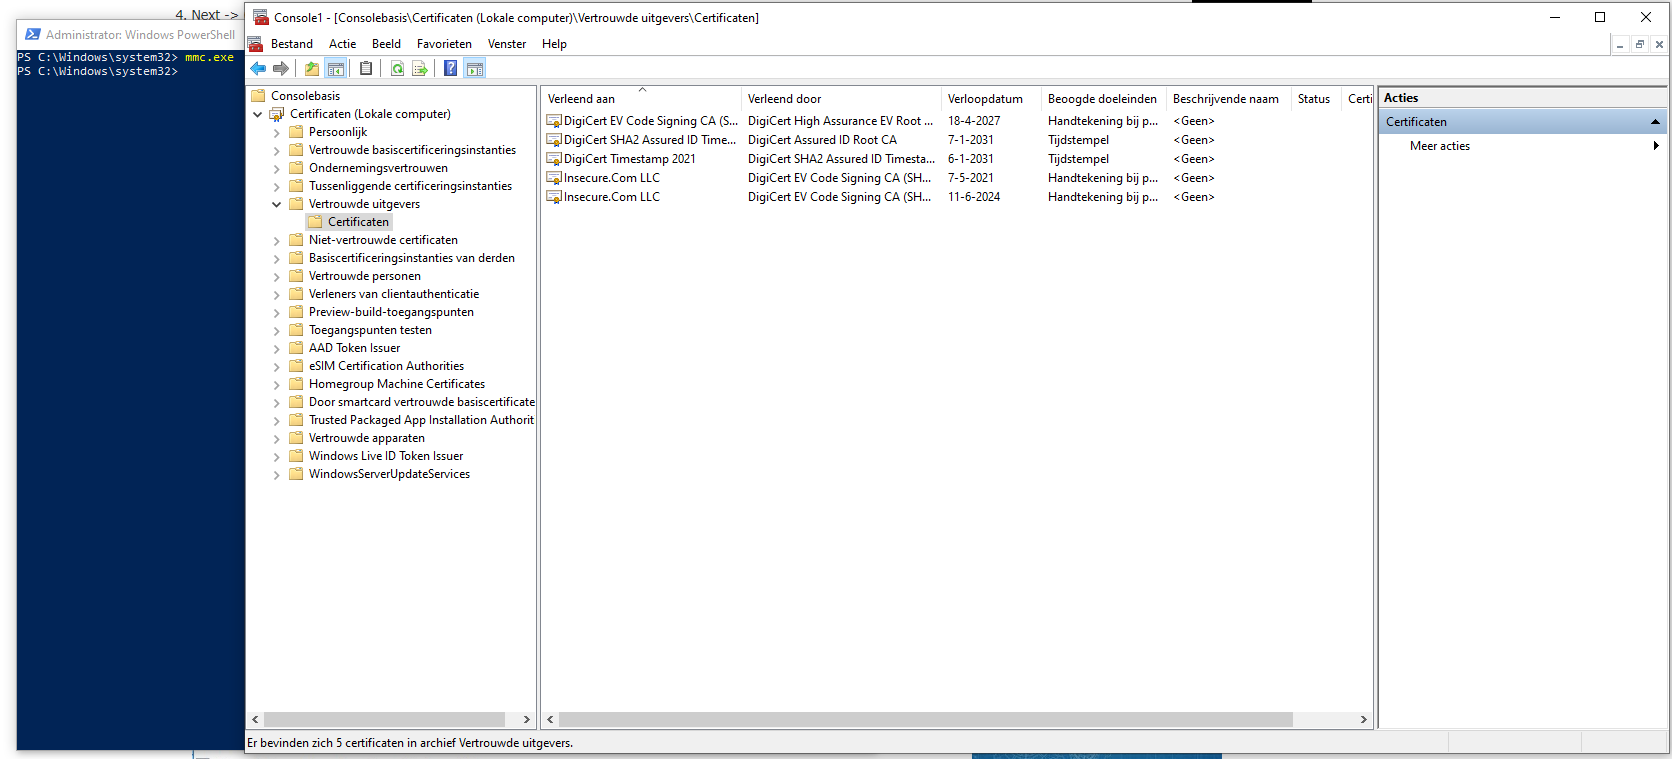 4. Next ->
Administrator: Windows PowerShell
PS C:\Windows\system32> mmc.exe
PS C:\Windows\system32>
Console1 - [Consolebasis\Certificaten (Lokale computer)\Vertrouwde uitgevers\Certificaten]
Bestand Actie Beeld Favorieten Venster Help
Consolebasis
Certificaten (Lokale computer)
Persoonlijk
Vertrouwde basiscertificeringsinstanties
Ondernemingsvertrouwen
Tussenliggende certificeringsinstanties
Vertrouwde uitgevers
Certificaten
Niet-vertrouwde certificaten
Basiscertificeringsinstanties van derden
Vertrouwde personen
Verleners van clientauthenticatie
Preview-build-toegangspunten
Toegangspunten testen
AAD Token Issuer
eSIM Certification Authorities
Homegroup Machine Certificates
Door smartcard vertrouwde basiscertificate
Trusted Packaged App Installation Authorit
Vertrouwde apparaten
Windows Live ID Token Issuer
WindowsServerUpdateServices
Verleend aan Verleend door Verloopdatum Beoogde doeleinden Beschrijvende naam Status Certi
DigiCert EV Code Signing CA (S... DigiCert High Assurance EV Root ... 18-4-2027 Handtekening bij p... <Geen>
DigiCert SHA2 Assured ID Time... DigiCert Assured ID Root CA 7-1-2031 Tijdstempel <Geen>
DigiCert Timestamp 2021 DigiCert SHA2 Assured ID Timesta... 6-1-2031 Tijdstempel <Geen>
Insecure.Com LLC DigiCert EV Code Signing CA (SH... 7-5-2021 Handtekening bij p... <Geen>
Insecure.Com LLC DigiCert EV Code Signing CA (SH... 11-6-2024 Handtekening bij p... <Geen>
Acties
Certificaten
Meer acties
Er bevinden zich 5 certificaten in archief Vertrouwde uitgevers.